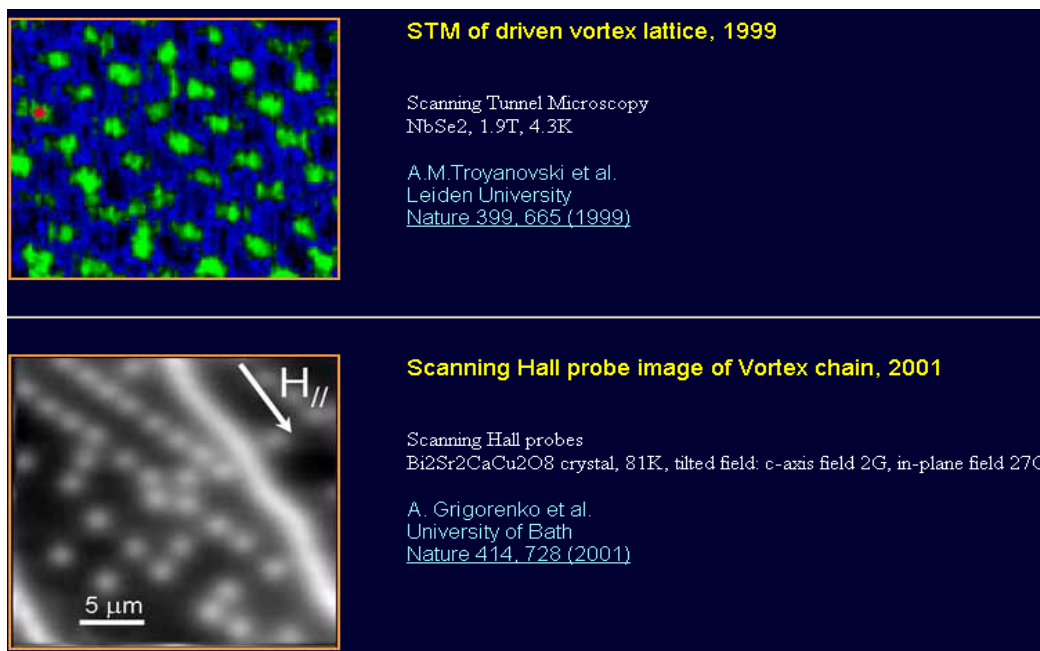 STM of driven vortex lattice, 1999
Scanning Tunnel Microscopy
NbSe2, 1.9T, 4.3K
A.M.Troyanovski et al.
Leiden University
Nature 399, 665 (1999)
H//
5 μm
Scanning Hall probe image of Vortex chain, 2001
Scanning Hall probes
Bi2Sr2CaCu2O8 crystal, 81K, tilted field: c-axis field 2G, in-plane field
A. Grigorenko et al.
University of Bath
Nature 414, 728 (2001)